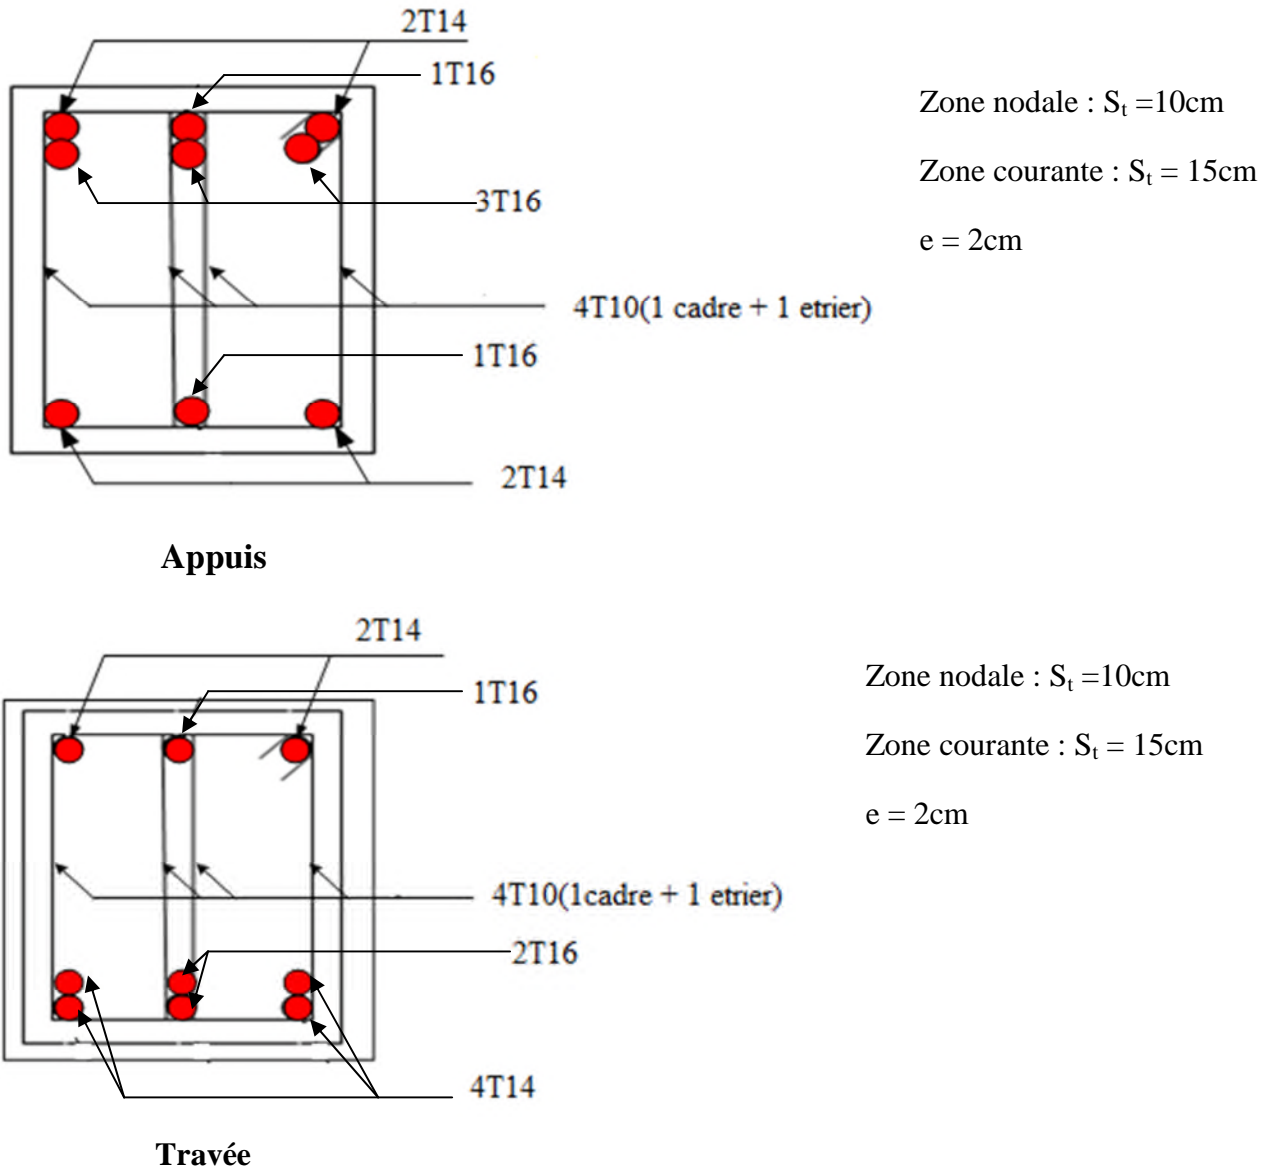 2T14
1T16
Zone nodale : St =10cm
Zone courante : St = 15cm
3T16
e = 2cm
4T10(1 cadre + 1 etrier)
1T16
2T14
Appuis
2T14
1T16
Zone nodale : St =10cm
Zone courante : St = 15cm
e = 2cm
4T10(1cadre + 1 etrier)
2T16
4T14
Travée